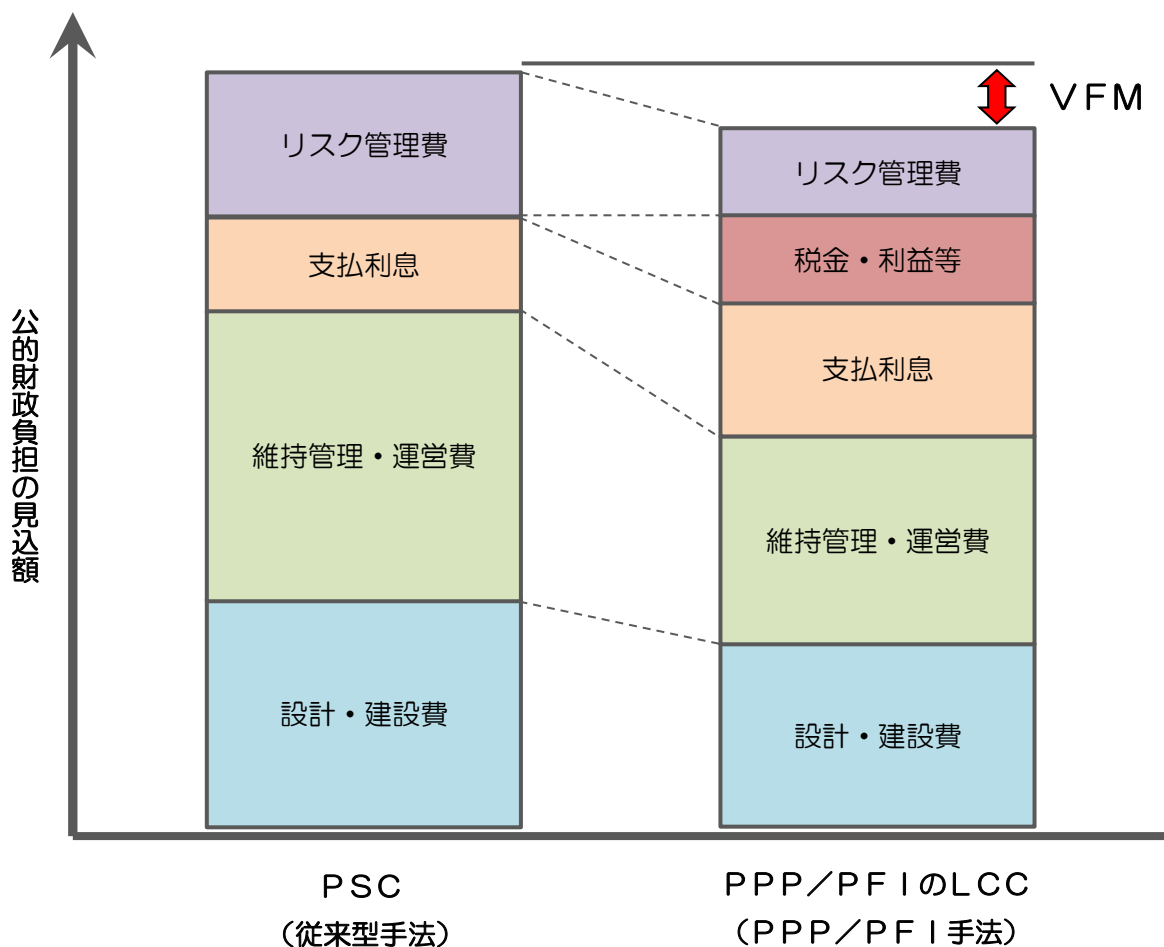 公的財政負担の見込額
リスク管理費
支払利息
維持管理・運営費
設計・建設費
PSC
（従来型手法）
VFM
リスク管理費
税金・利益等
支払利息
維持管理・運営費
設計・建設費
PPP／PFIのLCC
（PPP／PFI手法）